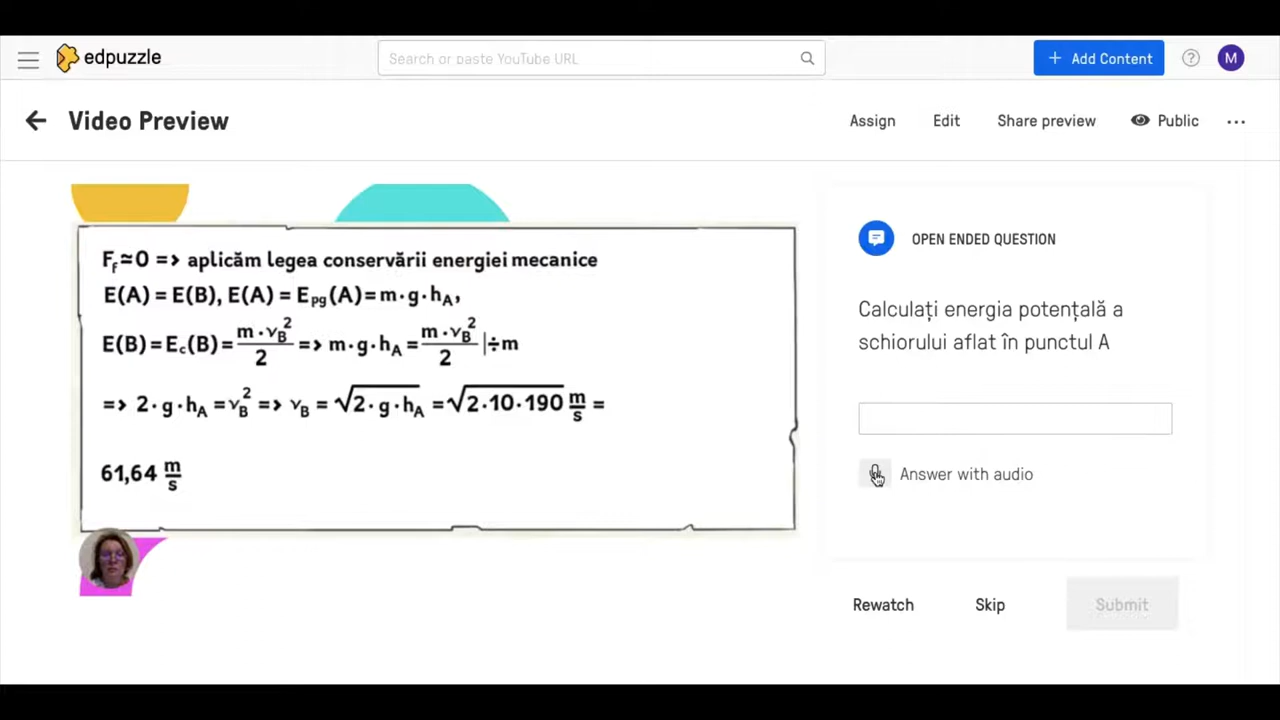 edpuzzle
Search or paste YouTube URL
+ Add Content
?
M
Video Preview
Assign
Edit
Share preview
Public
...
F_f≃0 => aplicăm legea conservării energiei mecanice
E(A) = E(B), E(A) = E_pg(A)=m·g·h_A,
E(B)=E_c(B)=m·v_B²/2 => m·g·h_A=m·v_B²/2 |÷m
=> 2·g·h_A =v_B² => v_B = √2·g·h_A =√2·10·190 m/s =
61,64 m/s
OPEN ENDED QUESTION
Calculați energia potențală a
schiorului aflat în punctul A
Answer with audio
Rewatch
Skip
Submit